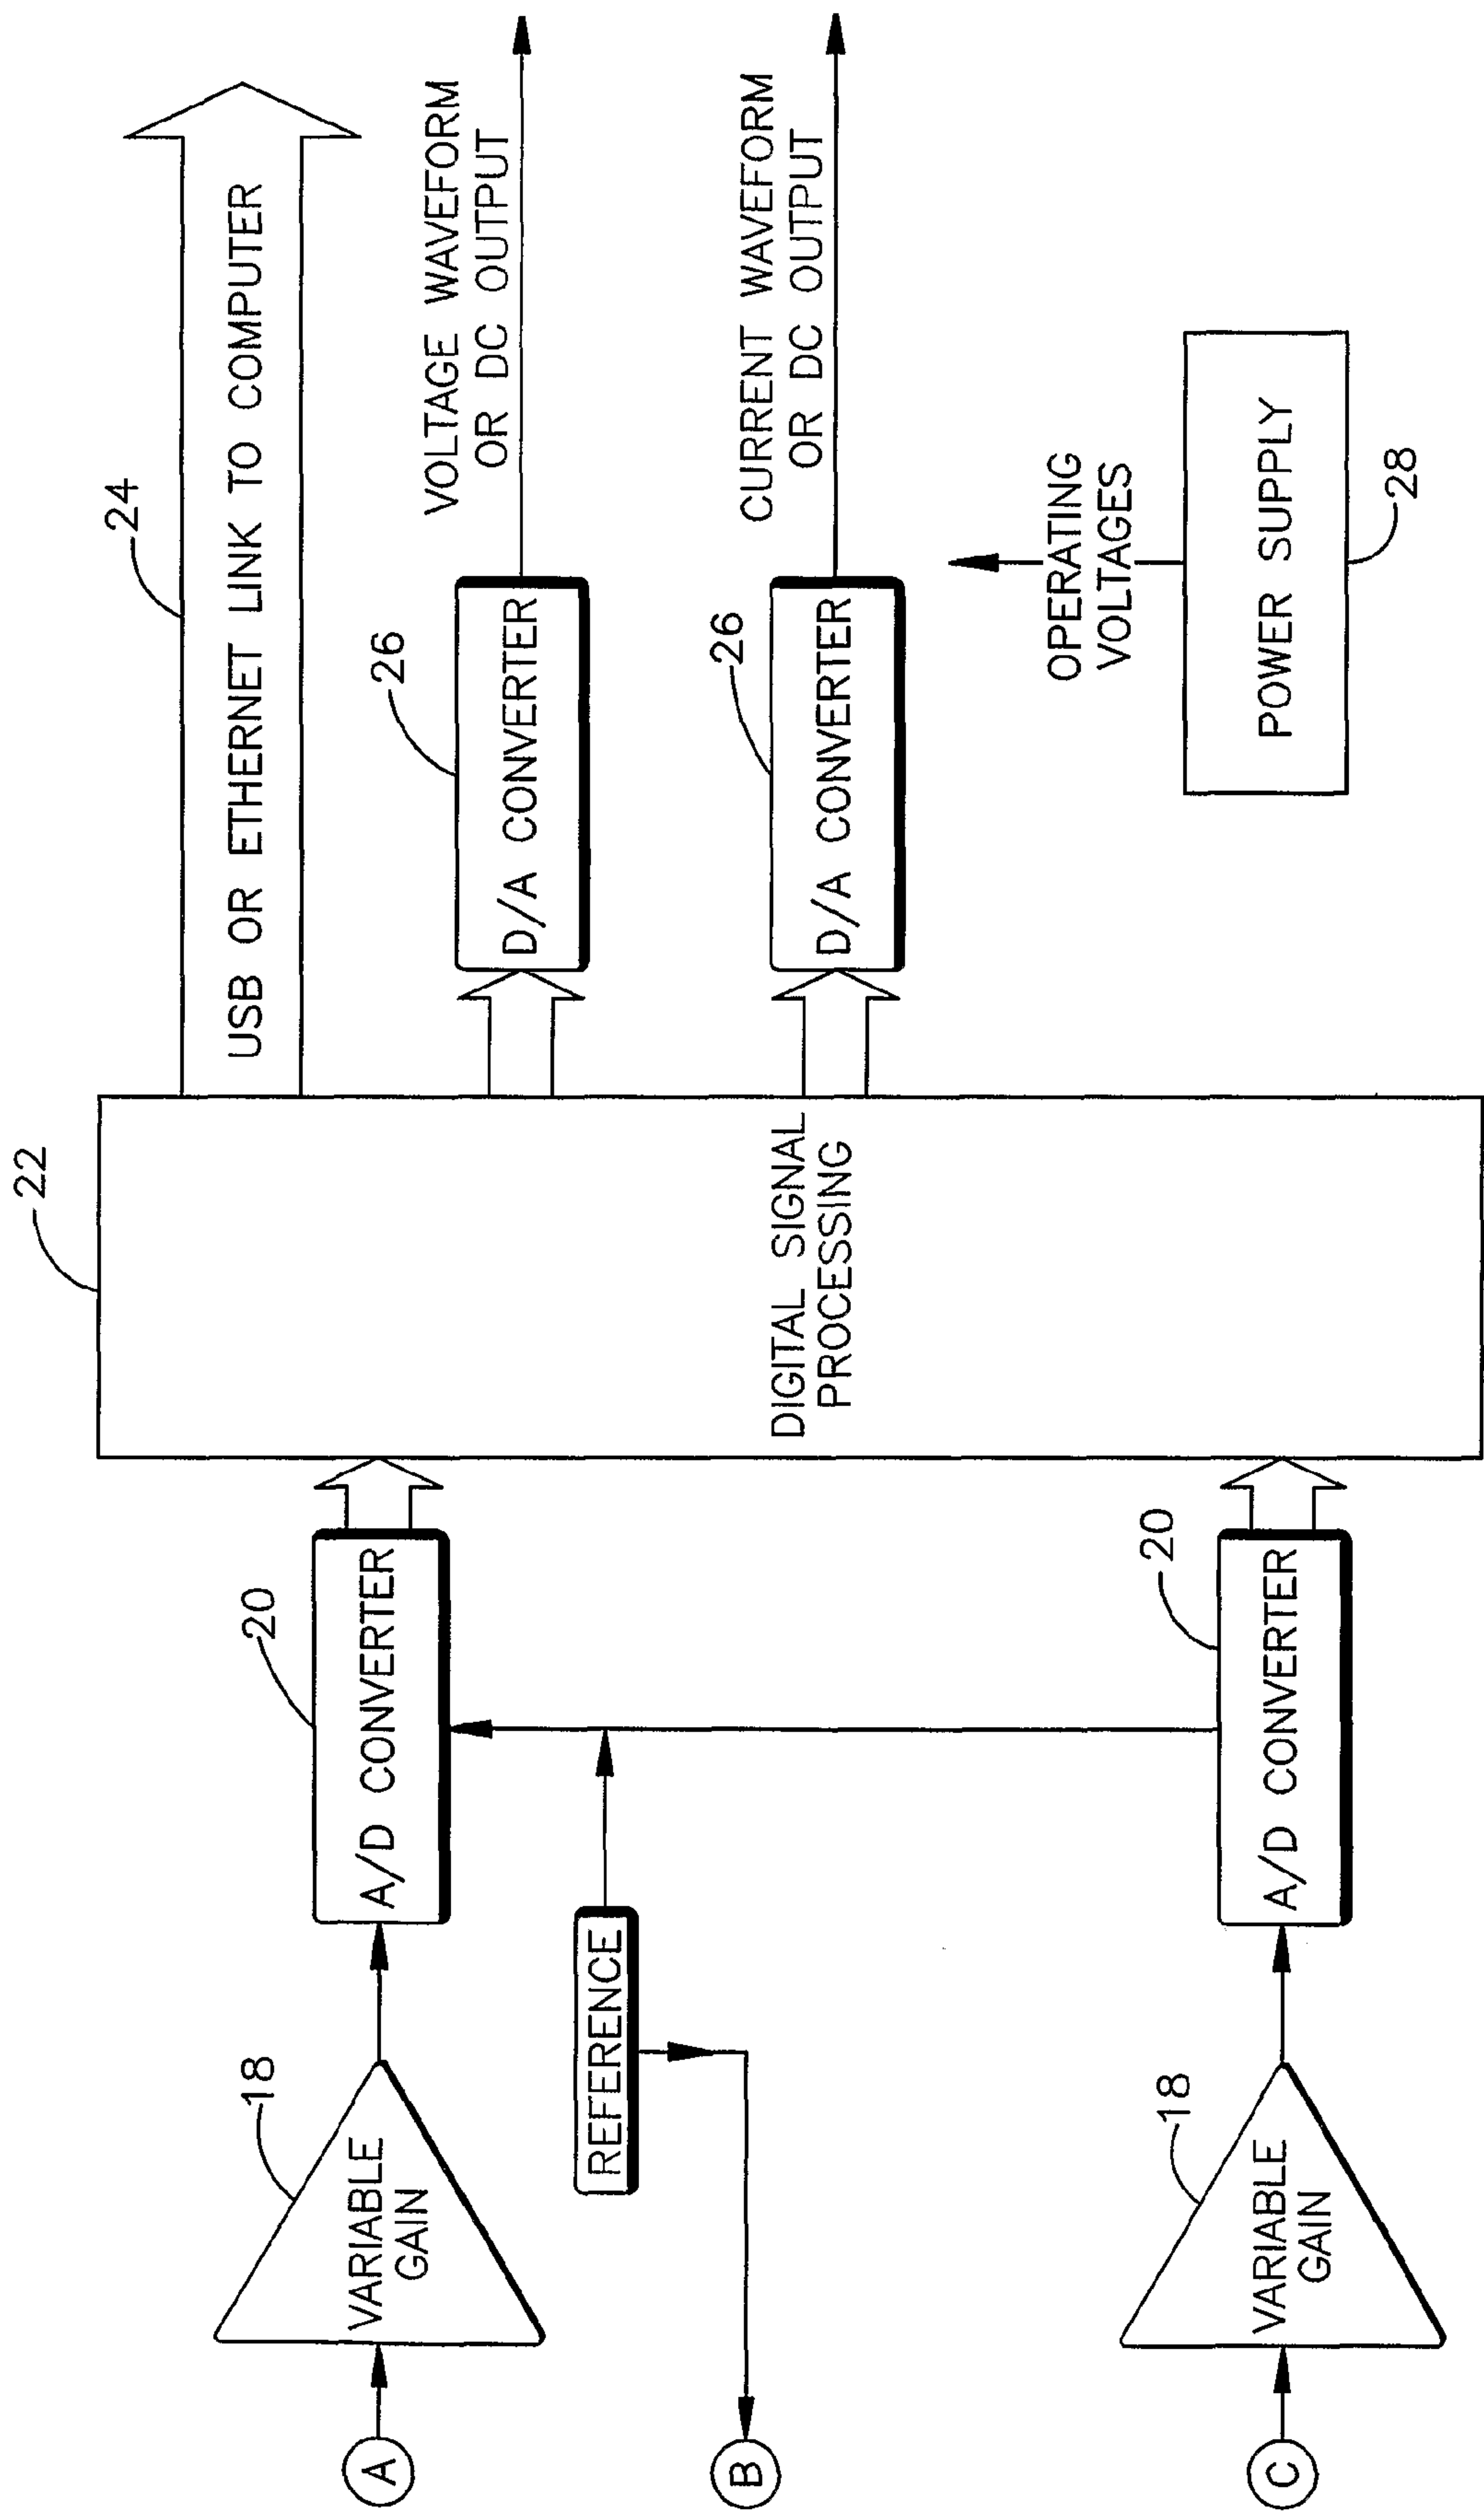 24
USB OR ETHERNET LINK TO COMPUTER
22
VOLTAGE WAVEFORM
OR DC OUTPUT
26
D/A CONVERTER
CURRENT WAVEFORM
OR DC OUTPUT
26
D/A CONVERTER
OPERATING
VOLTAGES
POWER SUPPLY
28
DIGITAL SIGNAL
PROCESSING
20
A/D CONVERTER
18
VARIABLE
GAIN
A
REFERENCE
B
20
A/D CONVERTER
18
VARIABLE
GAIN
C